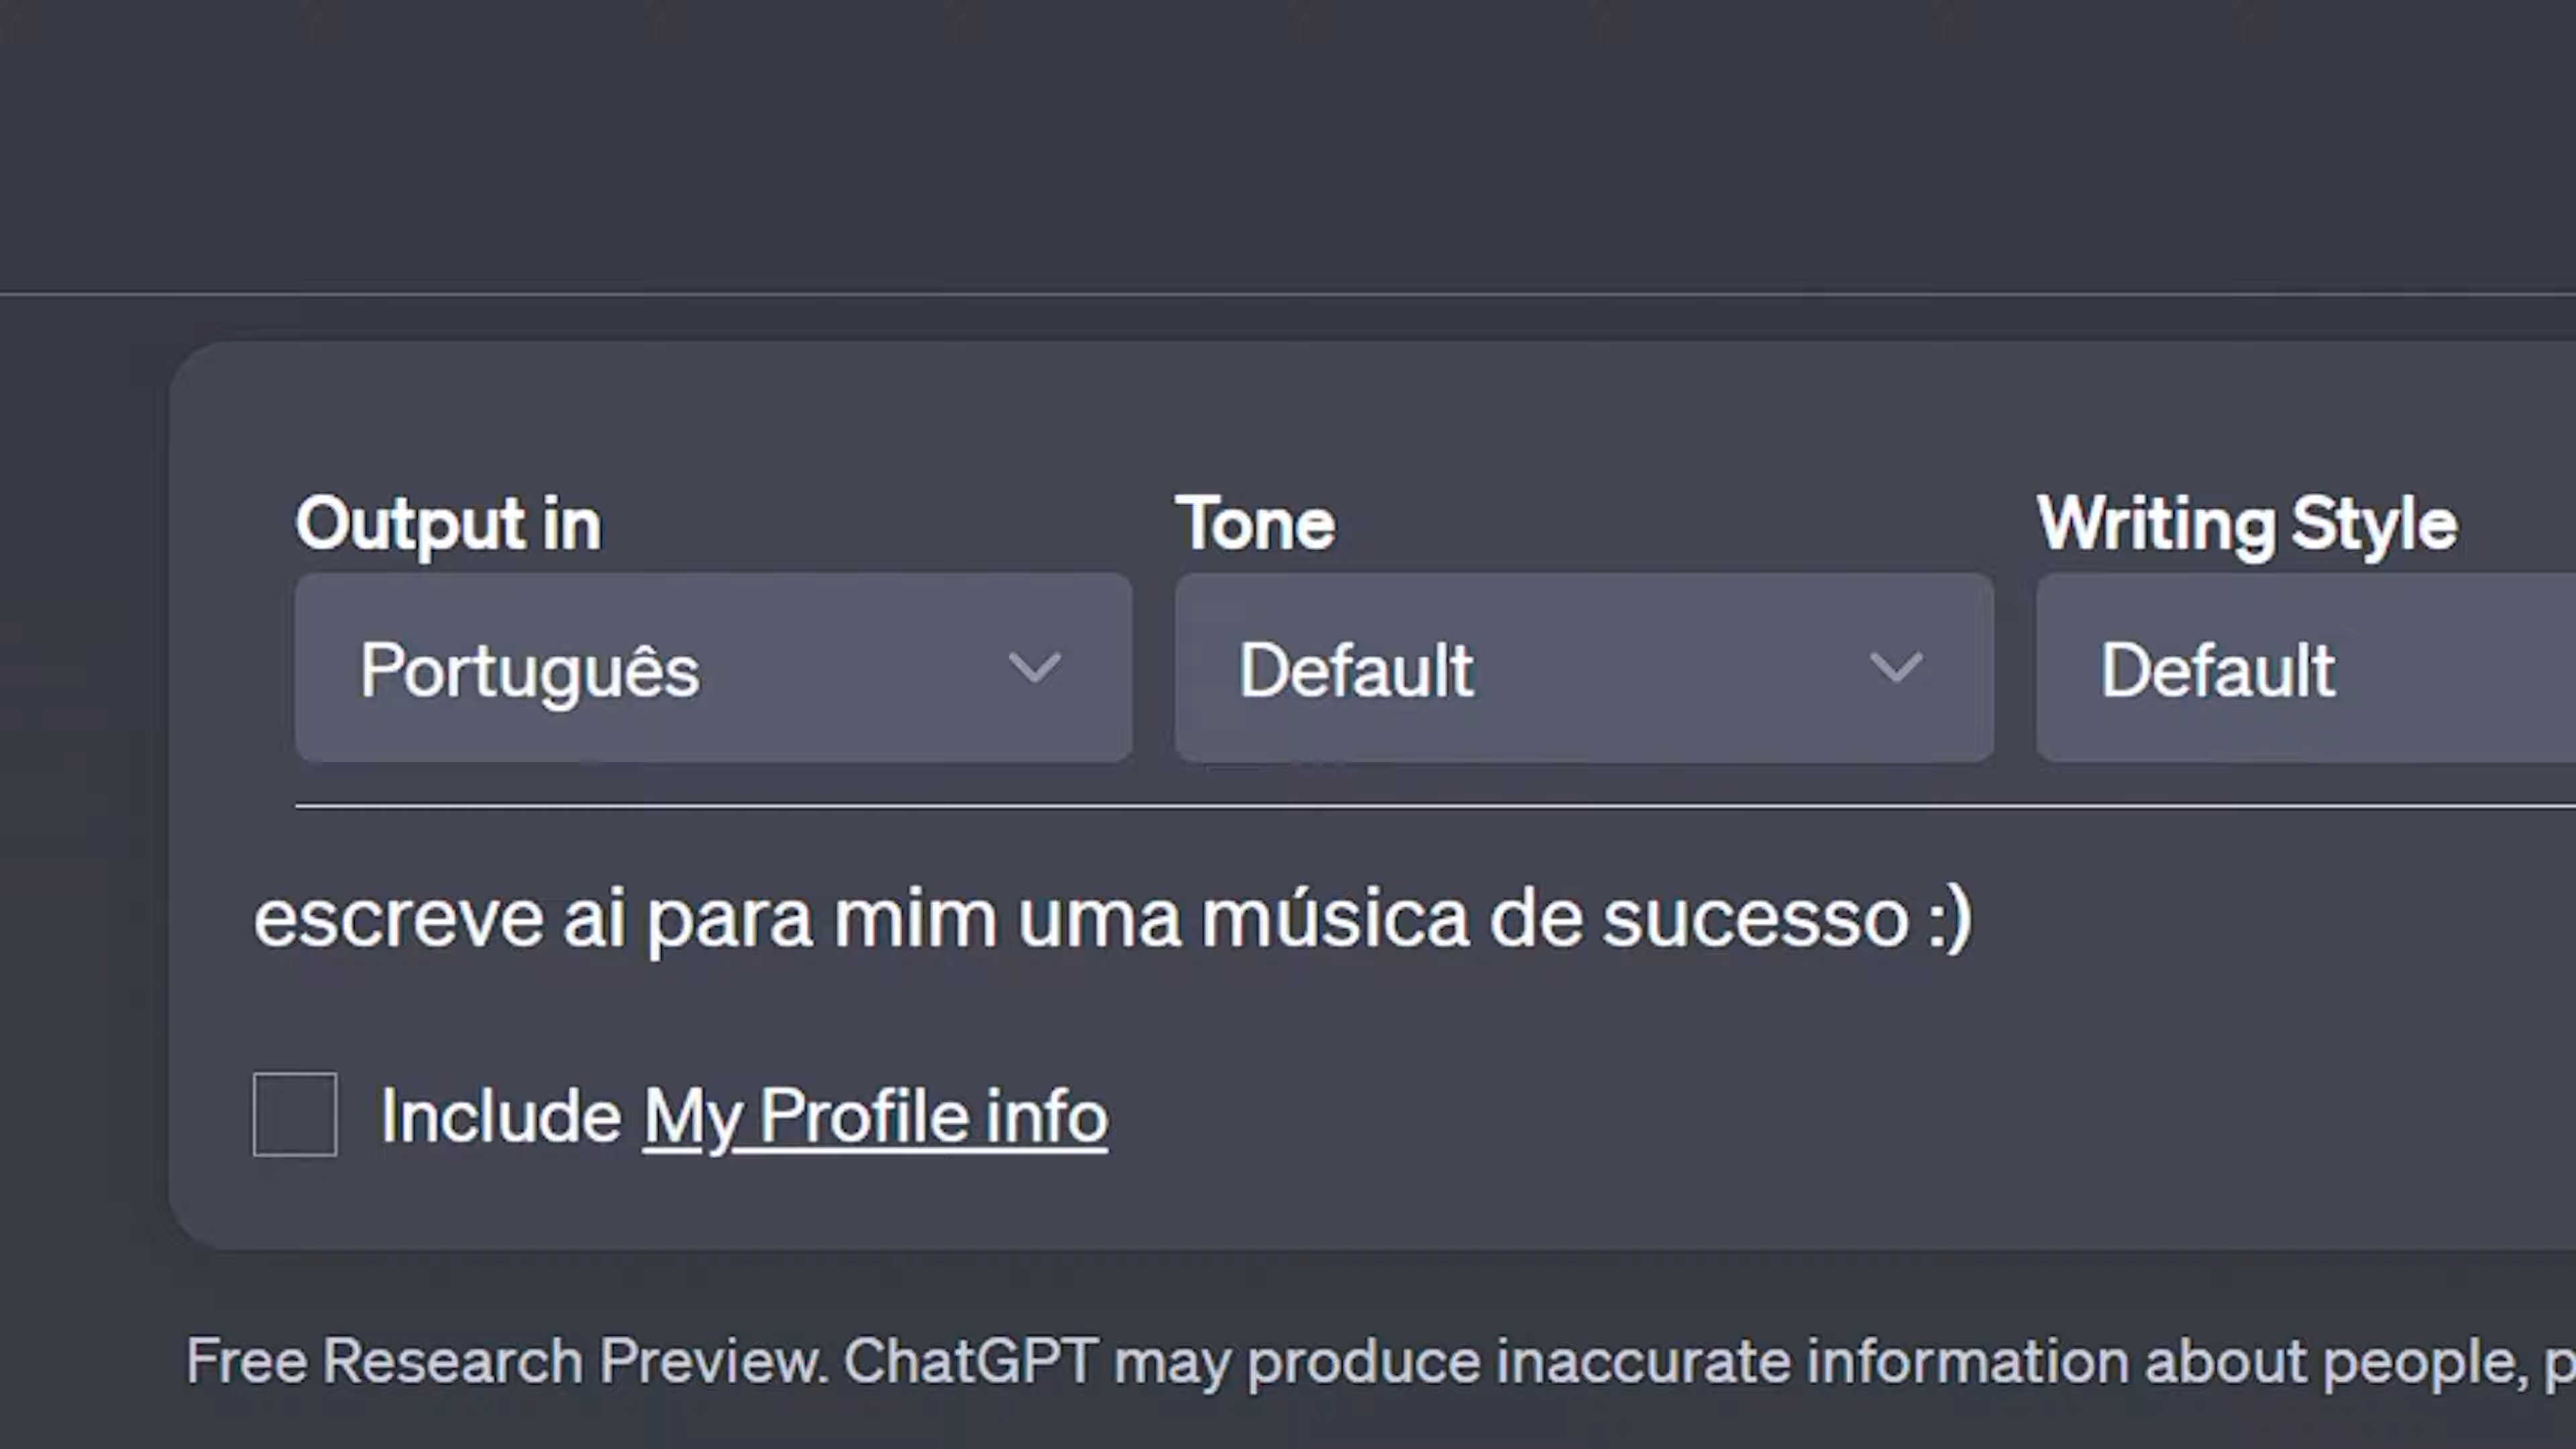 Output in Tone Writing Style
Português Default Default
escreve ai para mim uma música de sucesso :)
Include My Profile info
Free Research Preview. ChatGPT may produce inaccurate information about people,